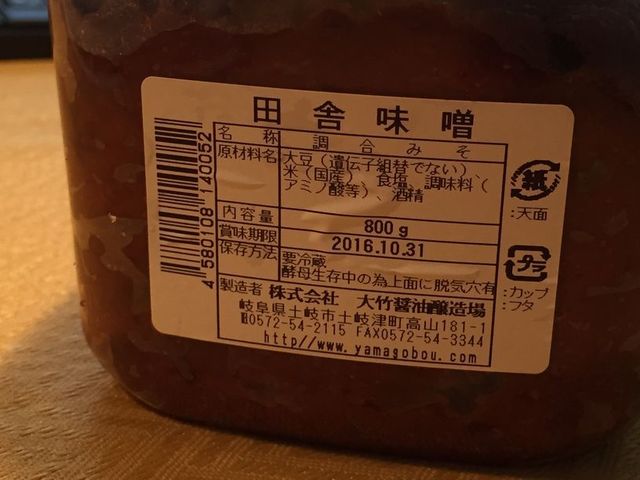 田舎味噌
名称 調合みそ
原材料名 大豆(遺伝子組替でない)、
米(国産)、食塩、調味料(
アミノ酸等)、酒精
内容量 800g
賞味期限 2016.10.31
保存方法 要冷蔵
酵母生存中の為上面に脱気穴有
製造者 株式会社 大竹醤油醸造場
岐阜県土岐市土岐津町高山181-1
☎0572-54-2115 FAX0572-54-3344
http//www.yamagobou.com
4580108140052
紙
:天面
プラ
:カップ
:フタ